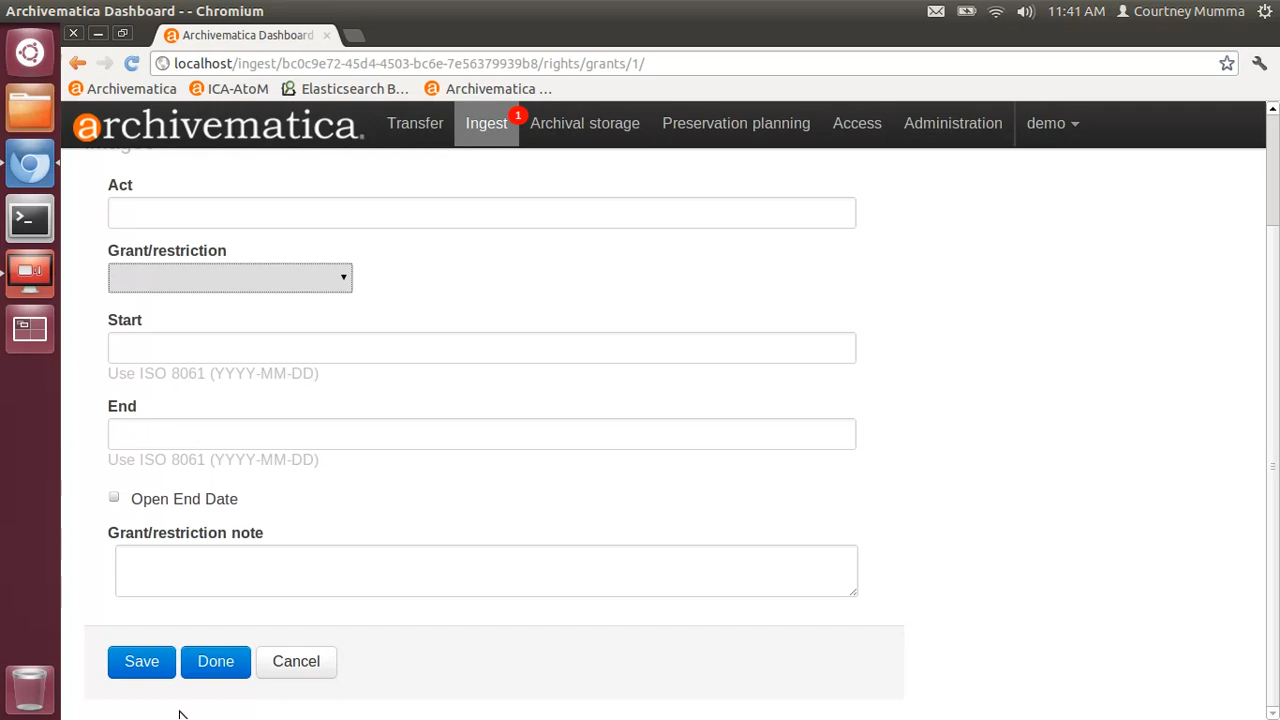 Archivematica Dashboard - - Chromium
11:41 AM
Courtney Mumma
Archivematica Dashboard
localhost/ingest/bc0c9e72-45d4-4503-bc6e-7e56379939b8/rights/grants/1/
Archivematica
ICA-AtoM
Elasticsearch B...
Archivematica ...
archivematica.
Transfer
Ingest
1
Archival storage
Preservation planning
Access
Administration
demo
Act
Grant/restriction
Start
Use ISO 8061 (YYYY-MM-DD)
End
Use ISO 8061 (YYYY-MM-DD)
Open End Date
Grant/restriction note
Save
Done
Cancel